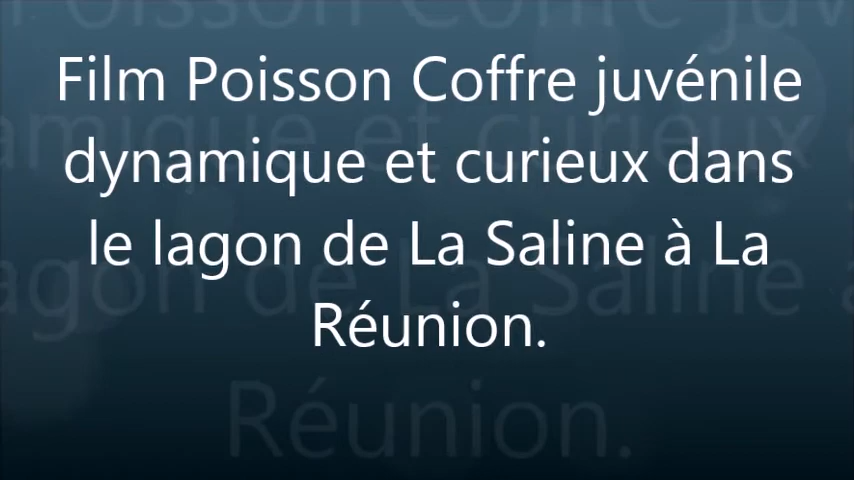 Film Poisson Coffre juvénile
dynamique et curieux dans
le lagon de La Saline à La
Réunion.